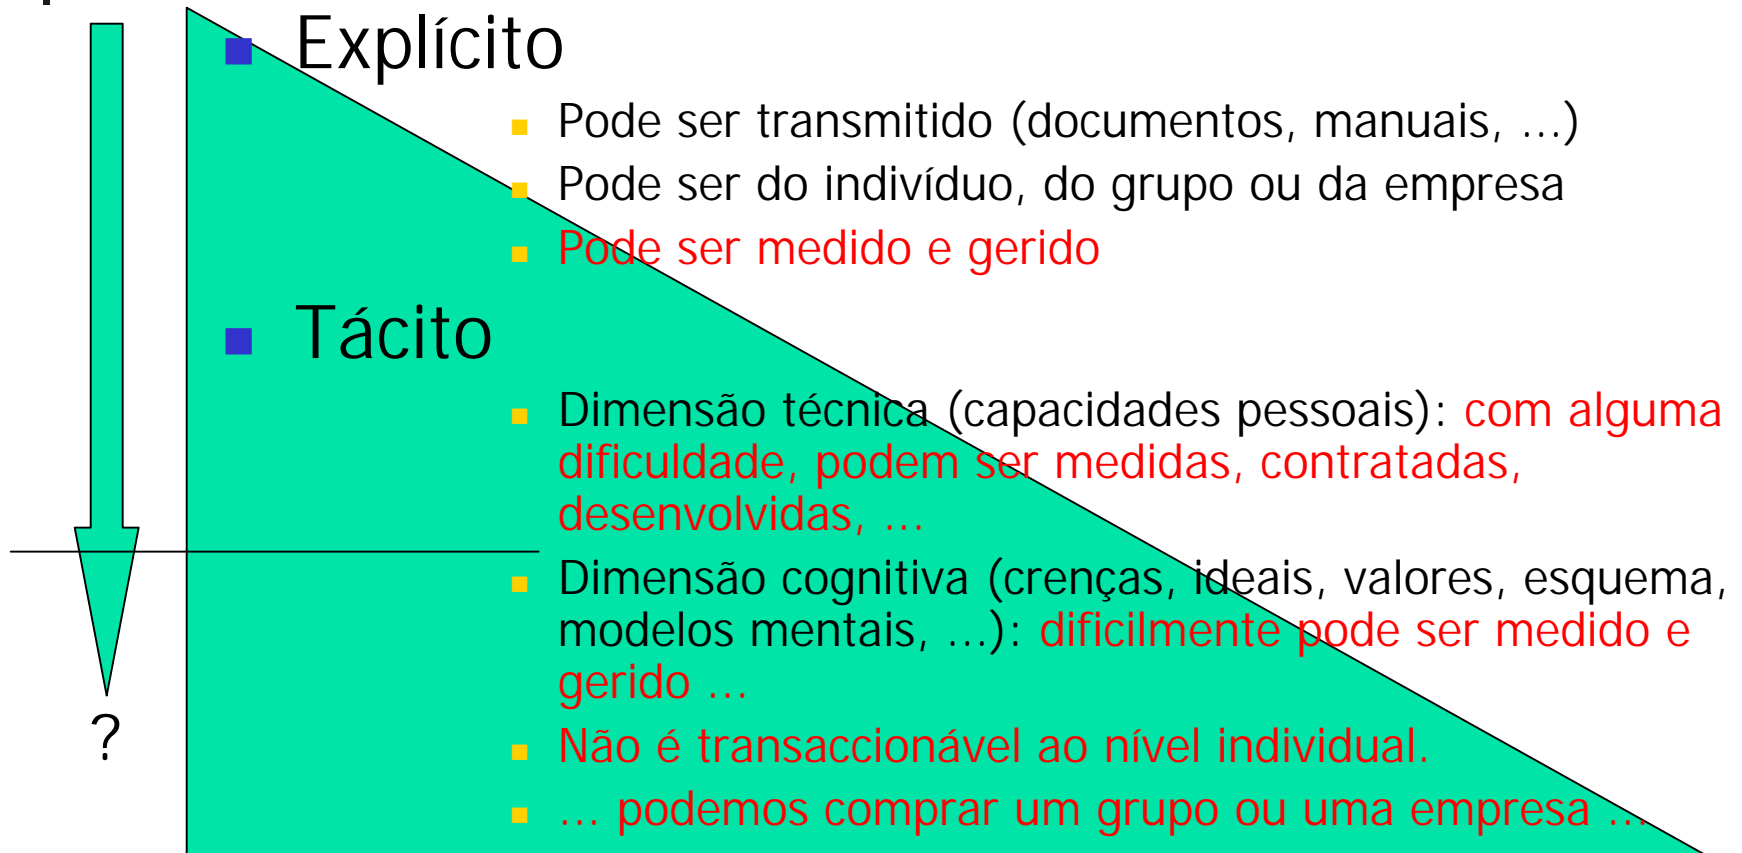 Explícito
Pode ser transmitido (documentos, manuais, ...)
Pode ser do indivíduo, do grupo ou da empresa
Pode ser medido e gerido
Tácito
Dimensão técnica (capacidades pessoais): com alguma
dificuldade, podem ser medidas, contratadas,
desenvolvidas, ...
Dimensão cognitiva (crenças, ideais, valores, esquema,
modelos mentais, ...): dificilmente pode ser medido e
gerido ...
?
Não é transaccionável ao nível individual.
... podemos comprar um grupo ou uma empresa ...